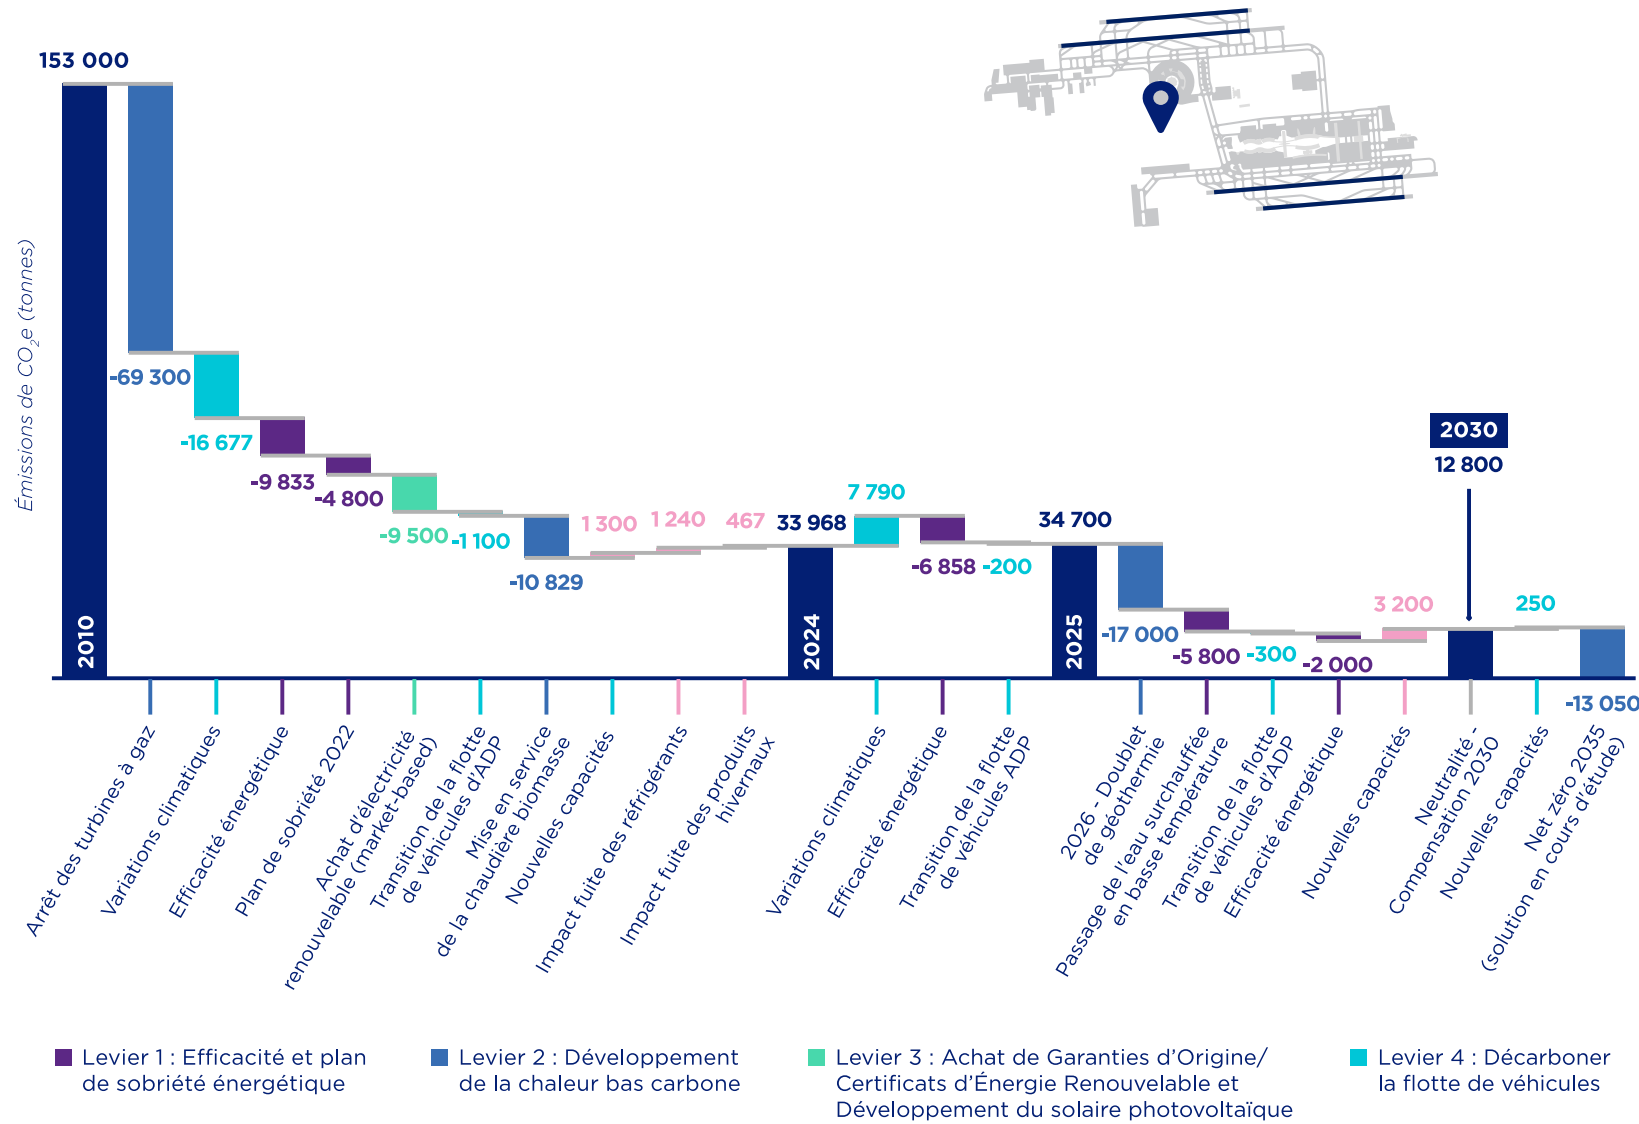 153 000
Émissions de CO₂e (tonnes)
2010
-69 300
-16 677
-9 833
-4 800
-9 500
-1 100
-10 829
1 300
1 240
467
33 968
2024
7 790
-6 858
-200
34 700
2025
-17 000
-5 800
-300
-2 000
3 200
2030
12 800
250
-13 050
Arrêt des turbines à gaz
Variations climatiques
Efficacité énergétique
Plan de sobriété 2022
Achat d'électricité
renouvelable (market-based)
Transition de la flotte
de véhicules d'ADP
Mise en service
de la chaudière biomasse
Nouvelles capacités
Impact fuite des réfrigérants
Impact fuite des produits
hivernaux
Variations climatiques
Efficacité énergétique
Transition de la flotte
de véhicules ADP
2026 - Doublet
de géothermie
Passage de l'eau surchauffée
en basse température
Transition de la flotte
de véhicules d'ADP
Efficacité énergétique
Nouvelles capacités
Neutralité -
Compensation 2030
Nouvelles capacités
Net zéro 2035
(solution en cours d'étude)
Levier 1 : Efficacité et plan
de sobriété énergétique
Levier 2 : Développement
de la chaleur bas carbone
Levier 3 : Achat de Garanties d'Origine/
Certificats d'Énergie Renouvelable et
Développement du solaire photovoltaïque
Levier 4 : Décarboner
la flotte de véhicules